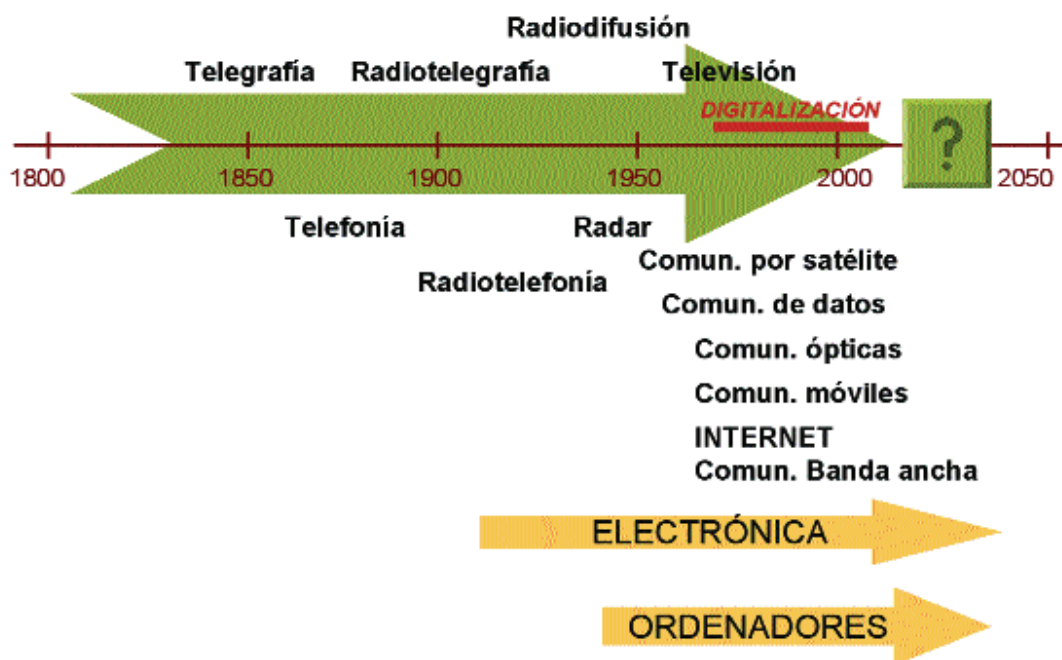 Radiodifusión
Telegrafía Radiotelegrafía Televisión
DIGITALIZACIÓN
?
1800 1850 1900 1950 2000 2050
Telefonía Radar
Comun. por satélite
Radiotelefonía
Comun. de datos
Comun. ópticas
Comun. móviles
INTERNET
Comun. Banda ancha
ELECTRÓNICA
ORDENADORES